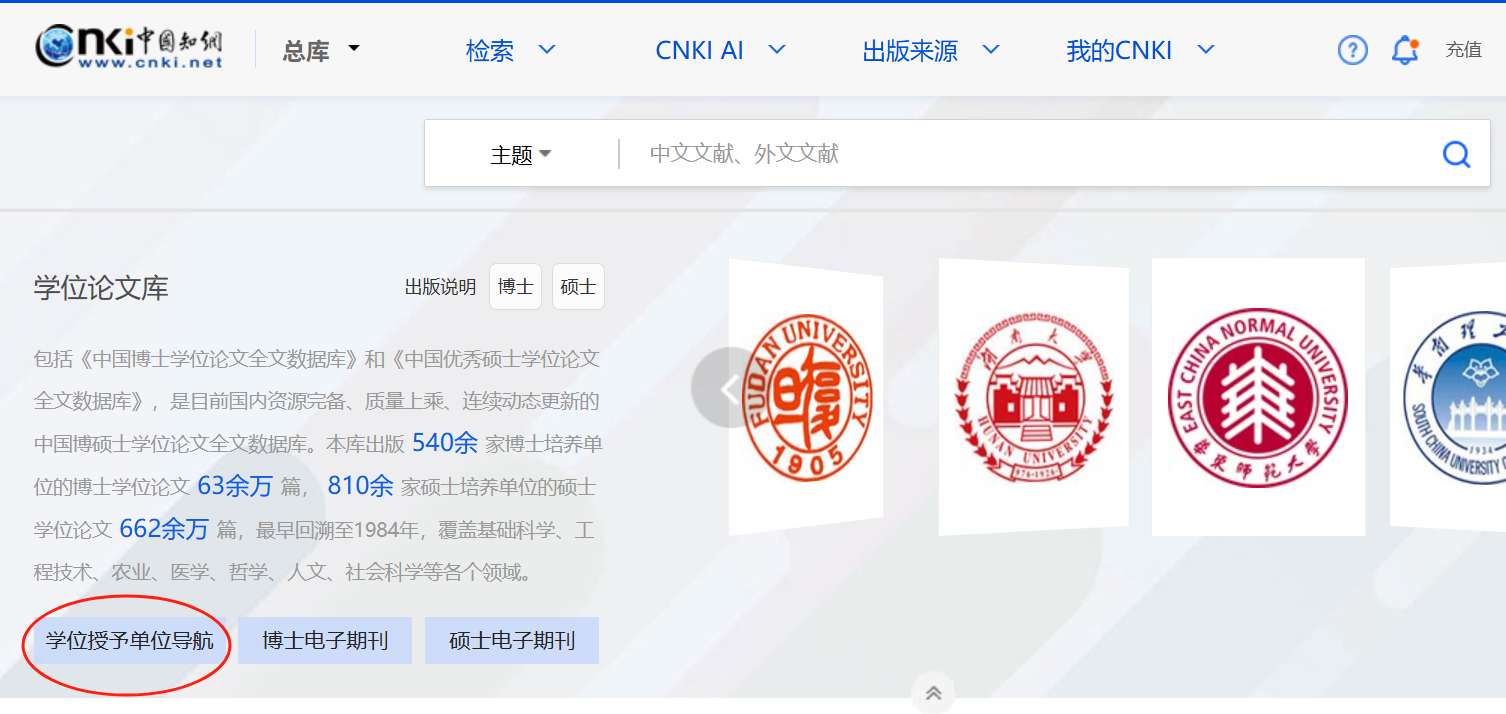 cnki中国知网
www.cnki.net
总库
检索
CNKI AI
出版来源
我的CNKI
?
充值
主题
中文文献、外文文献
学位论文库
出版说明
博士
硕士
包括《中国博士学位论文全文数据库》和《中国优秀硕士学位论文
全文数据库》，是目前国内资源完备、质量上乘、连续动态更新的
中国博硕士学位论文全文数据库。本库出版 540余 家博士培养单
位的博士学位论文 63余万 篇， 810余 家硕士培养单位的硕士
学位论文 662余万 篇，最早回溯至1984年，覆盖基础科学、工
程技术、农业、医学、哲学、人文、社会科学等各个领域。
学位授予单位导航
博士电子期刊
硕士电子期刊
FUDAN UNIVERSITY
1905
湖南大学
HUNAN UNIVERSITY
EAST CHINA NORMAL UNIVERSITY
華東师范大学
华南理工
SOUTH CHINA UNIVERSITY
1934